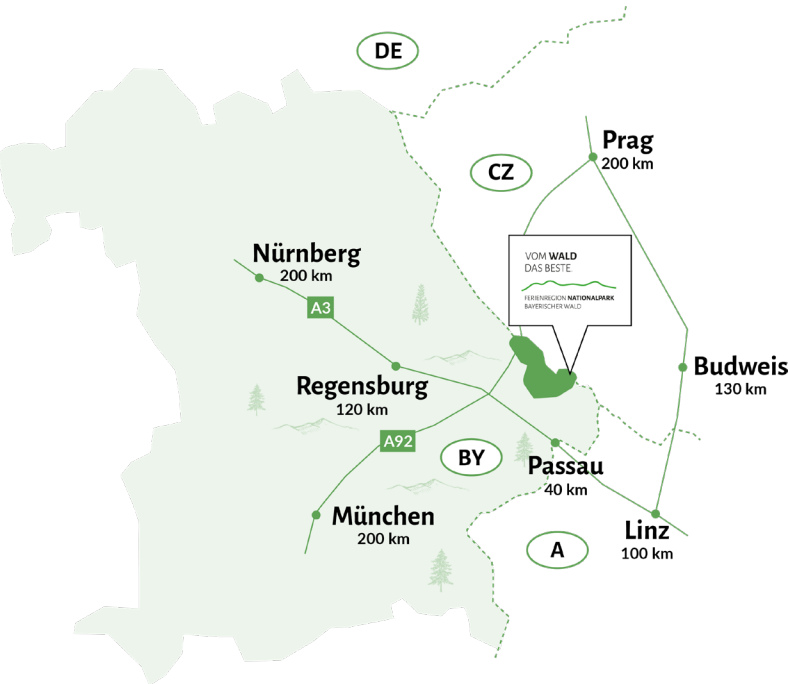 DE
Prag
200 km
CZ
VOM WALD
DAS BESTE.
FERIENREGION NATIONALPARK
BAYERISCHER WALD
Nürnberg
200 km
A3
Regensburg
120 km
Budweis
130 km
A92
BY
Passau
40 km
München
200 km
Linz
100 km
A